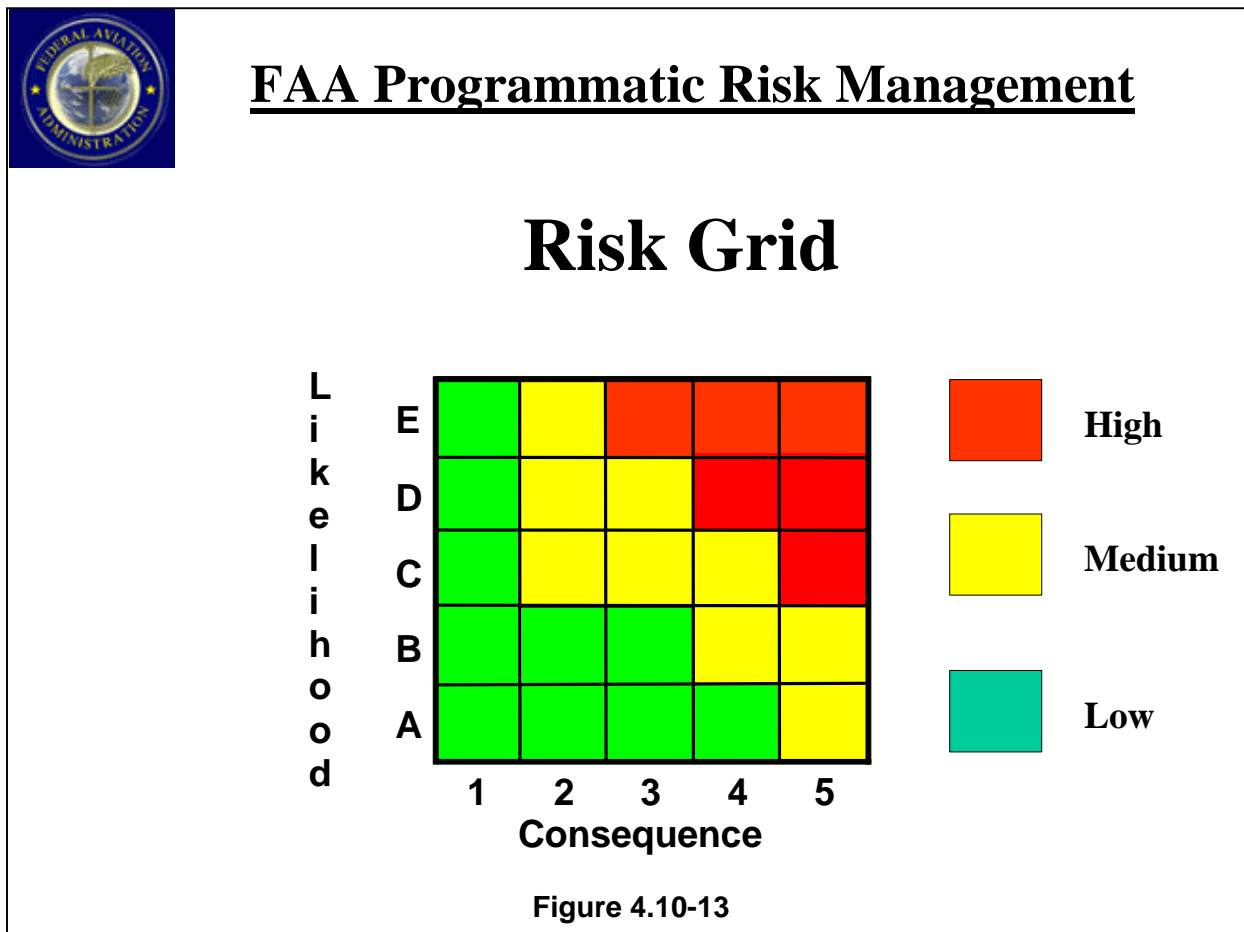 FEDERAL AVIATION
ADMINISTRATION
FAA Programmatic Risk Management
Risk Grid
Likelihood
E
D
C
B
A
1 2 3 4 5
Consequence
High
Medium
Low
Figure 4.10-13